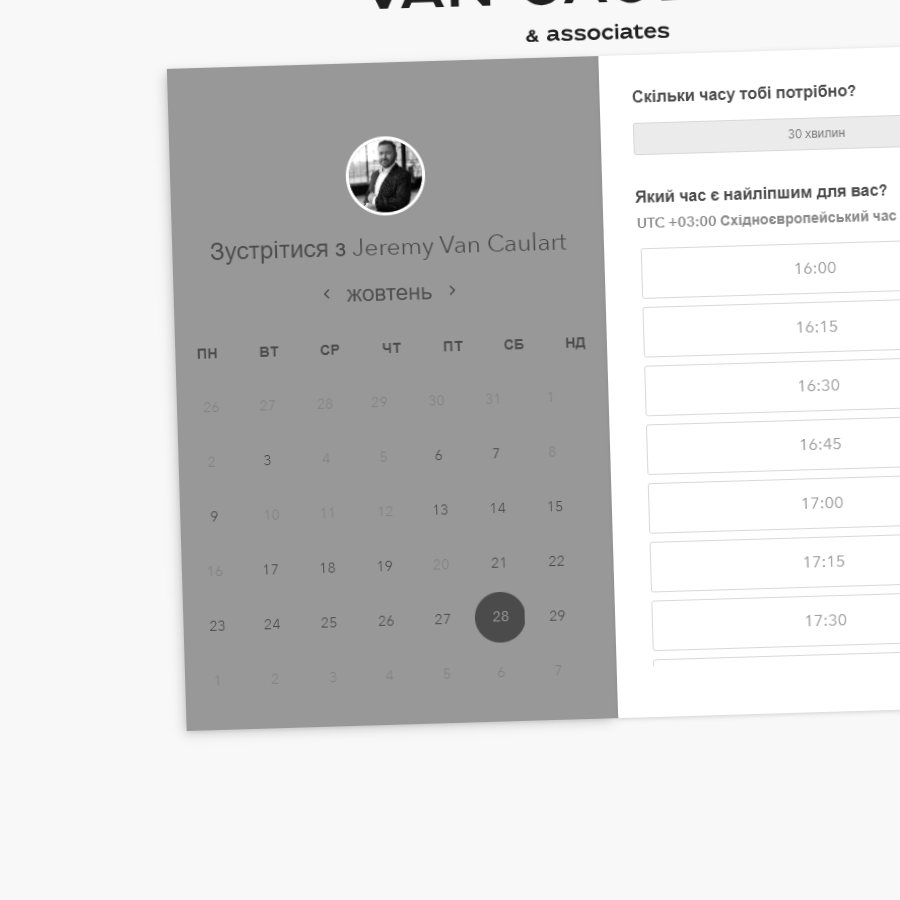 & associates
Зустрітися з Jeremy Van Caulart
жовтень
ПН ВТ СР ЧТ ПТ СБ НД
26 27 28 29 30 31 1
2 3 4 5 6 7 8
9 10 11 12 13 14 15
16 17 18 19 20 21 22
23 24 25 26 27 28 29
1 2 3 4 5 6 7
Скільки часу тобі потрібно?
30 хвилин
Який час є найліпшим для вас?
UTC +03:00 Східноєвропейський час
16:00
16:15
16:30
16:45
17:00
17:15
17:30